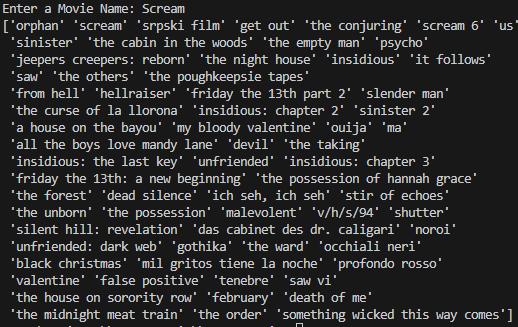 Enter a Movie Name: Scream
['orphan' 'scream' 'srpski film' 'get out' 'the conjuring' 'scream 6' 'us'
'sinister' 'the cabin in the woods' 'the empty man' 'psycho'
'jeepers creepers: reborn' 'the night house' 'insidious' 'it follows'
'saw' 'the others' 'the poughkeepsie tapes'
'from hell' 'hellraiser' 'friday the 13th part 2' 'slender man'
'the curse of la llorona' 'insidious: chapter 2' 'sinister 2'
'a house on the bayou' 'my bloody valentine' 'ouija' 'ma'
'all the boys love mandy lane' 'devil' 'the taking'
'insidious: the last key' 'unfriended' 'insidious: chapter 3'
'friday the 13th: a new beginning' 'the possession of hannah grace'
'the forest' 'dead silence' 'ich seh, ich seh' 'stir of echoes'
'the unborn' 'the possession' 'malevolent' 'v/h/s/94' 'shutter'
'silent hill: revelation' 'das cabinet des dr. caligari' 'noroi'
'unfriended: dark web' 'gothika' 'the ward' 'occhiali neri'
'black christmas' 'mil gritos tiene la noche' 'profondo rosso'
'valentine' 'false positive' 'tenebre' 'saw vi'
'the house on sorority row' 'february' 'death of me'
'the midnight meat train' 'the order' 'something wicked this way comes']